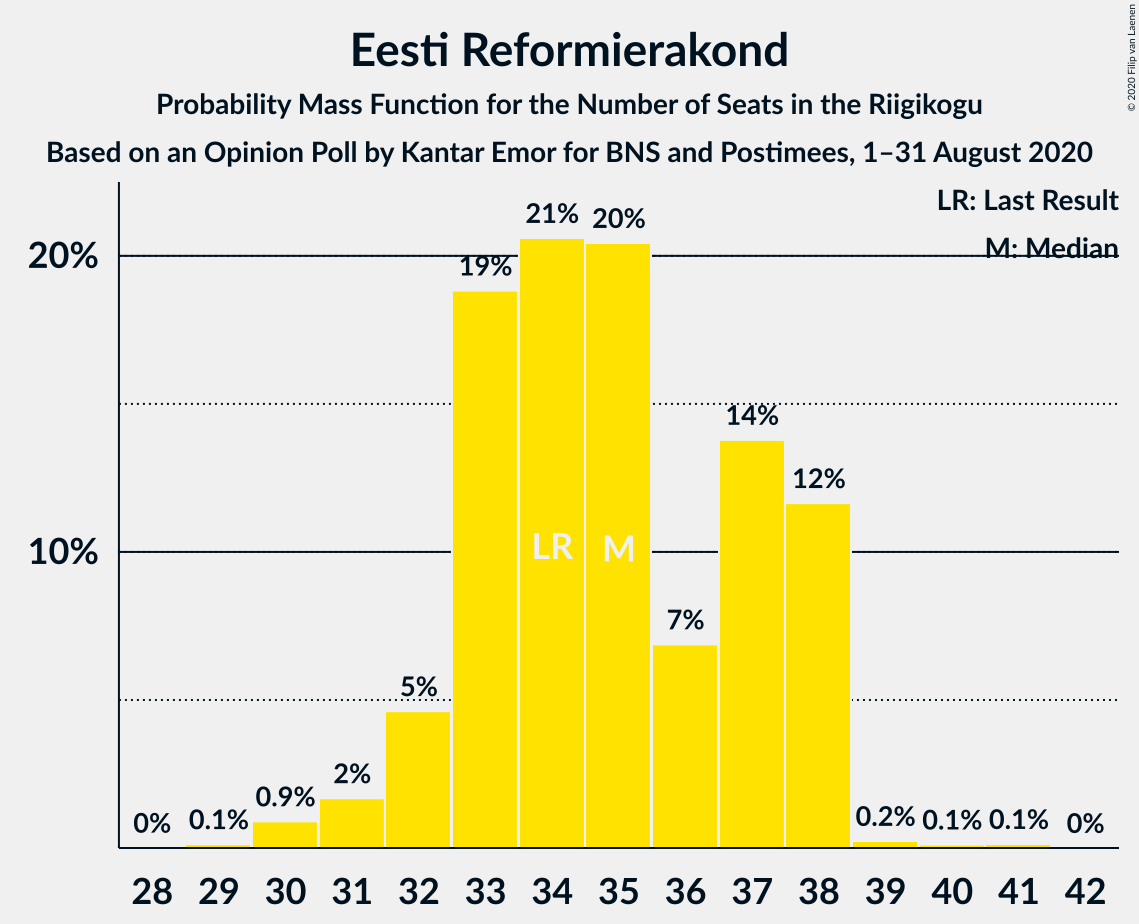 Eesti Reformierakond
Probability Mass Function for the Number of Seats in the Riigikogu
Based on an Opinion Poll by Kantar Emor for BNS and Postimees, 1–31 August 2020
© 2020 Filip van Laenen
LR: Last Result
M: Median
20%
10%
0%
0.1%
0.9%
2%
5%
19%
21%
20%
7%
14%
12%
0.2%
0.1%
0.1%
0%
LR
M
28 29 30 31 32 33 34 35 36 37 38 39 40 41 42